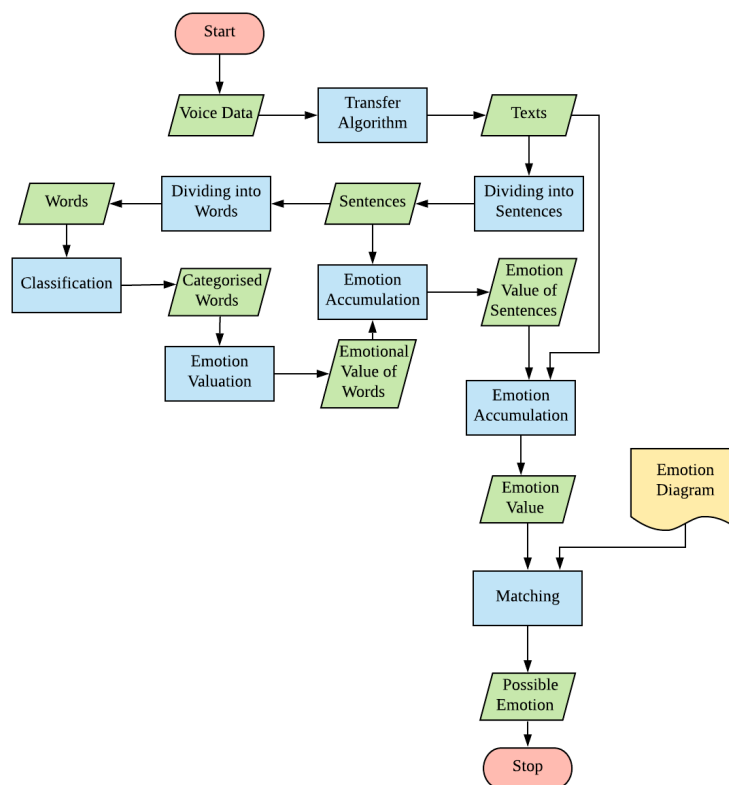 Start
Voice Data
Transfer
Algorithm
Texts
Words
Dividing into
Words
Sentences
Dividing into
Sentences
Classification
Categorised
Words
Emotion
Accumulation
Emotion
Value of
Sentences
Emotion
Valuation
Emotional
Value of
Words
Emotion
Accumulation
Emotion
Value
Emotion
Diagram
Matching
Possible
Emotion
Stop